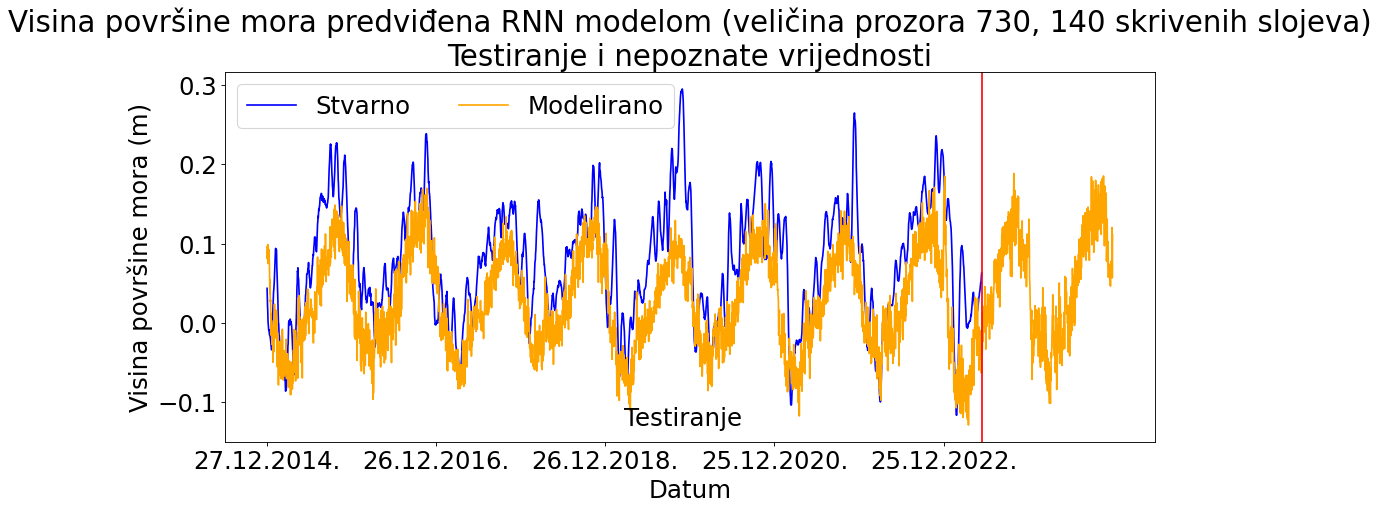 Visina površine mora predviđena RNN modelom (veličina prozora 730, 140 skrivenih slojeva)
Testiranje i nepoznate vrijednosti
Stvarno Modelirano
Visina površine mora (m)
0.3
0.2
0.1
0.0
−0.1
Testiranje
27.12.2014. 26.12.2016. 26.12.2018. 25.12.2020. 25.12.2022.
Datum